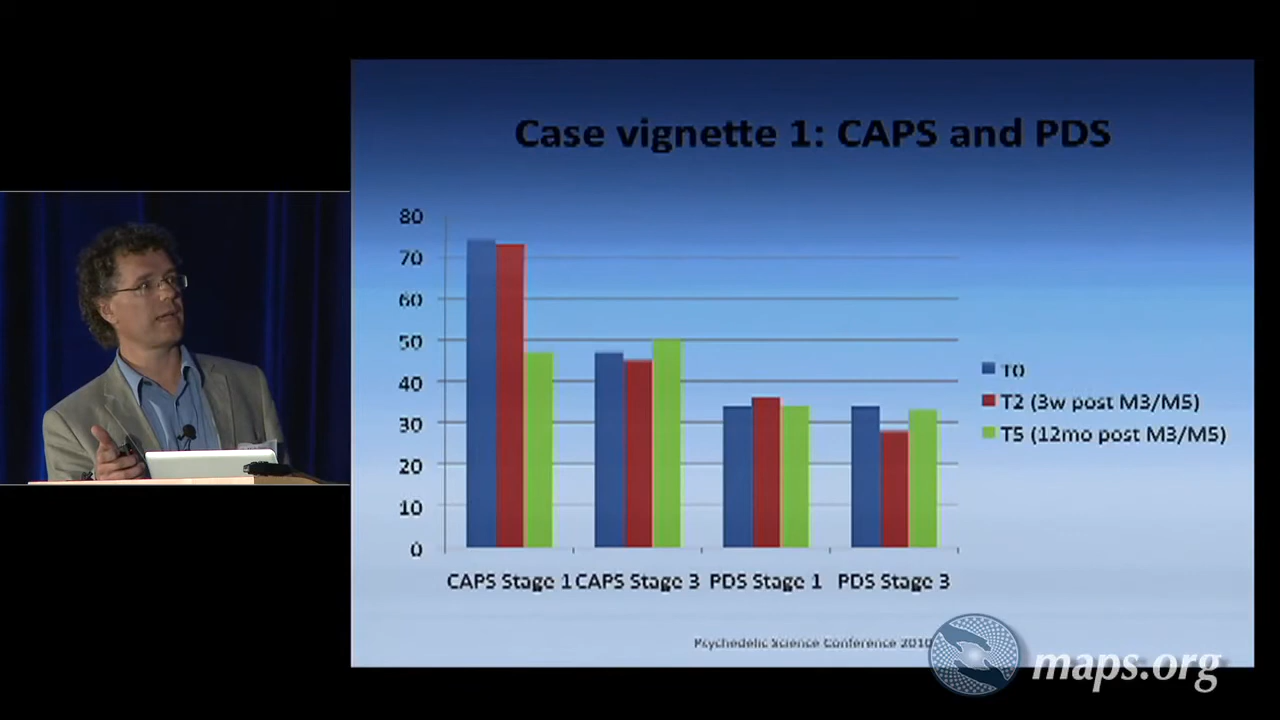 Case vignette 1: CAPS and PDS
80
70
60
50
40
30
20
10
0
CAPS Stage 1 CAPS Stage 3 PDS Stage 1 PDS Stage 3
T0
T2 (3w post M3/M5)
T5 (12mo post M3/M5)
Psychedelic Science Conference 2010
maps.org